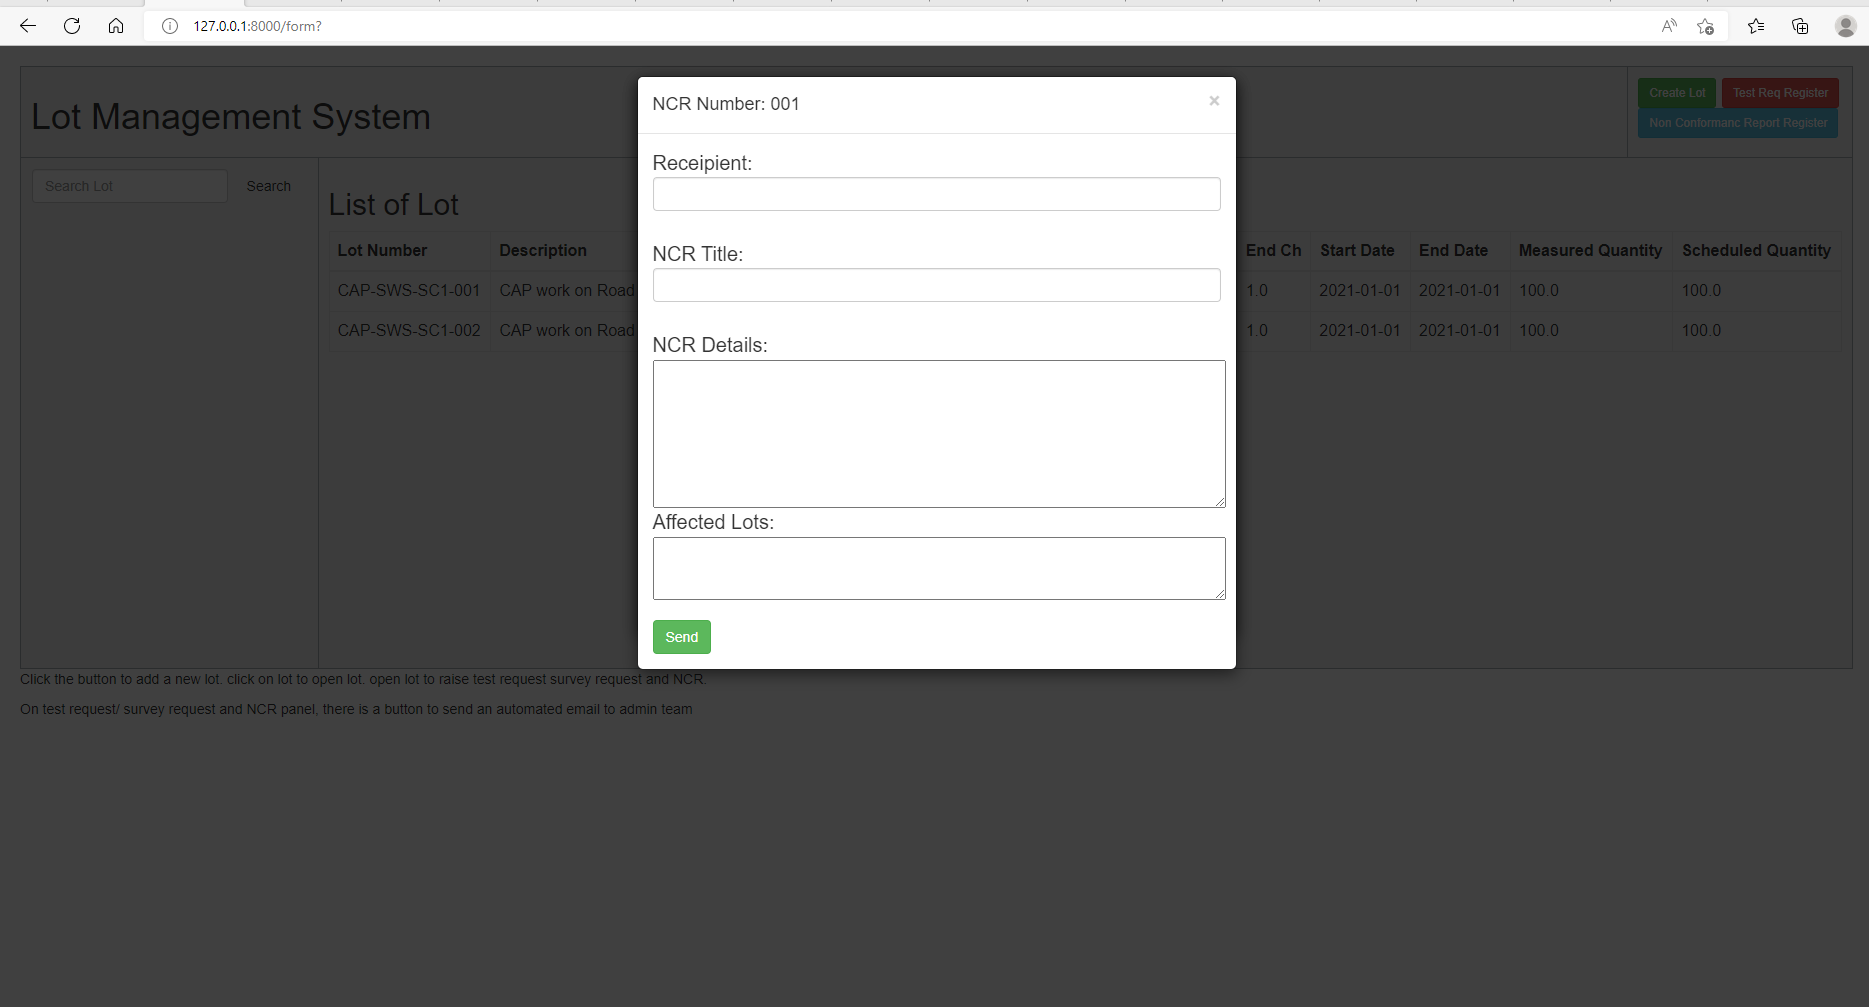 127.0.0.1:8000/form?
Lot Management System
Create Lot
Test Req Register
Non Conformanc Report Register
Search Lot
Search
List of Lot
Lot Number Description End Ch Start Date End Date Measured Quantity Scheduled Quantity
CAP-SWS-SC1-001 CAP work on Road 1.0 2021-01-01 2021-01-01 100.0 100.0
CAP-SWS-SC1-002 CAP work on Road 1.0 2021-01-01 2021-01-01 100.0 100.0
NCR Number: 001
×
Receipient:
NCR Title:
NCR Details:
Affected Lots:
Send
Click the button to add a new lot. click on lot to open lot. open lot to raise test request survey request and NCR.
On test request/ survey request and NCR panel, there is a button to send an automated email to admin team